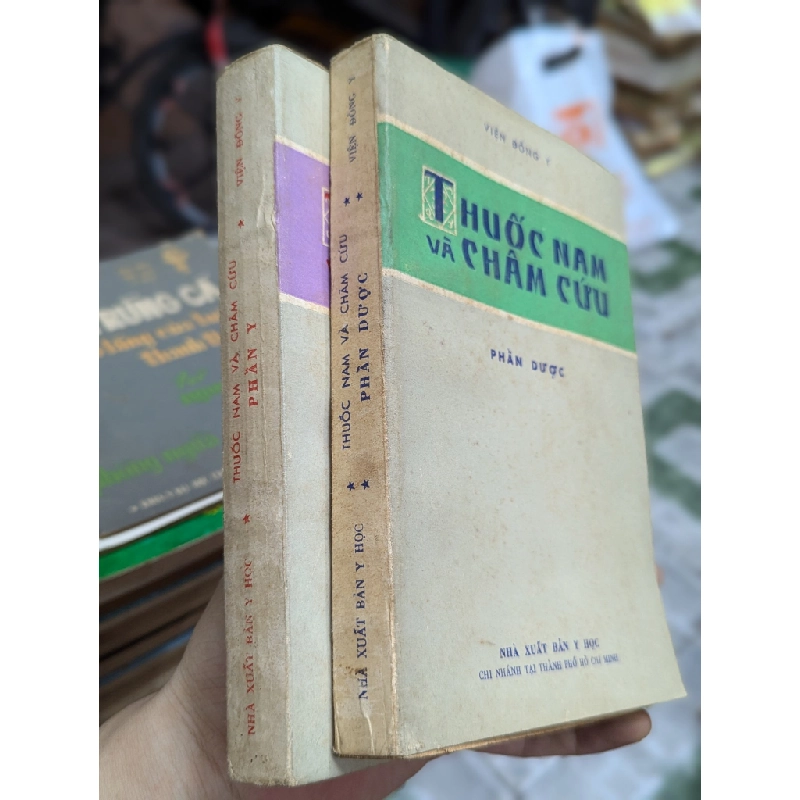 VIỆN ĐÔNG Y
THUỐC NAM
VÀ CHÂM CỨU
PHẦN DƯỢC
NHÀ XUẤT BẢN Y HỌC
CHI NHÁNH TẠI THÀNH PHỐ HỒ CHÍ MINH
NHÀ XUẤT BẢN Y HỌC ★★ THUỐC NAM VÀ CHÂM CỨU ★★ VIỆN ĐÔNG Y
PHẦN DƯỢC
NHÀ XUẤT BẢN Y HỌC ★ THUỐC NAM VÀ CHÂM CỨU ★ VIỆN ĐÔNG Y
PHẦN Y